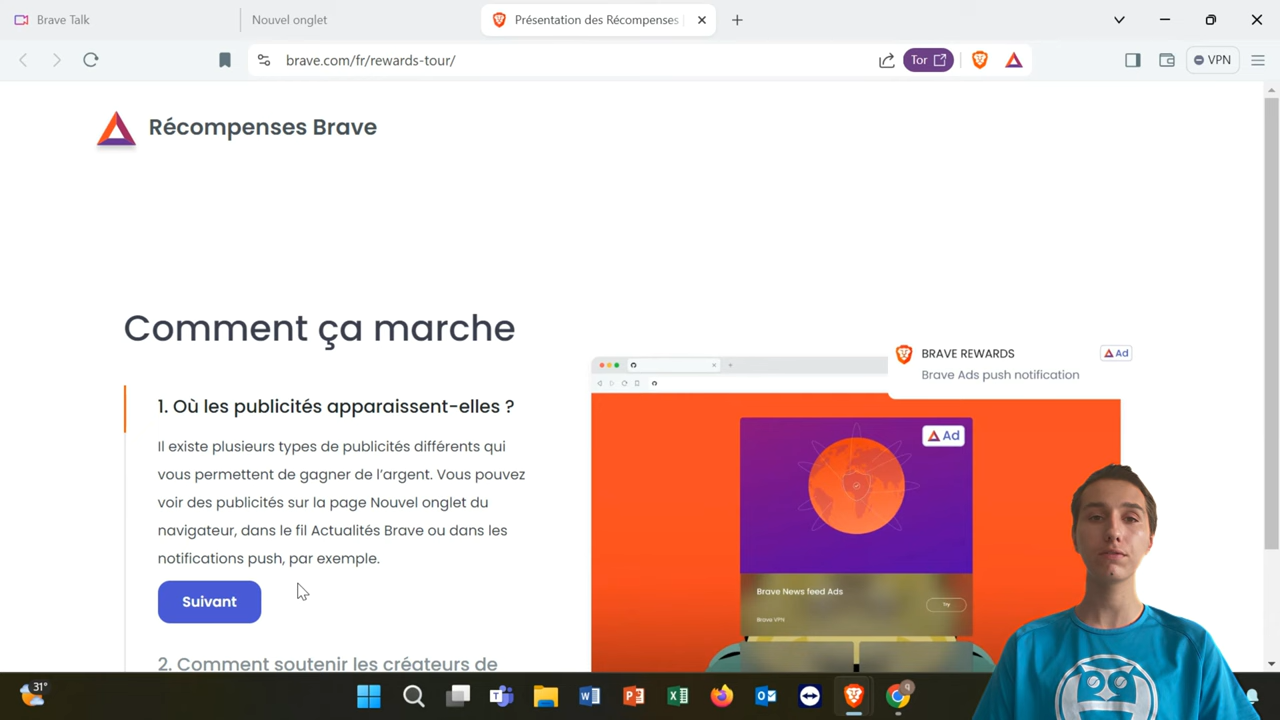 Brave Talk
Nouvel onglet
Présentation des Récompenses
brave.com/fr/rewards-tour/
Tor
VPN
Récompenses Brave
Comment ça marche
1. Où les publicités apparaissent-elles ?
Il existe plusieurs types de publicités différents qui
vous permettent de gagner de l'argent. Vous pouvez
voir des publicités sur la page Nouvel onglet du
navigateur, dans le fil Actualités Brave ou dans les
notifications push, par exemple.
Suivant
2. Comment soutenir les créateurs de
BRAVE REWARDS
Ad
Brave Ads push notification
Ad
Brave News feed Ads
Try
Brave VPN
31°